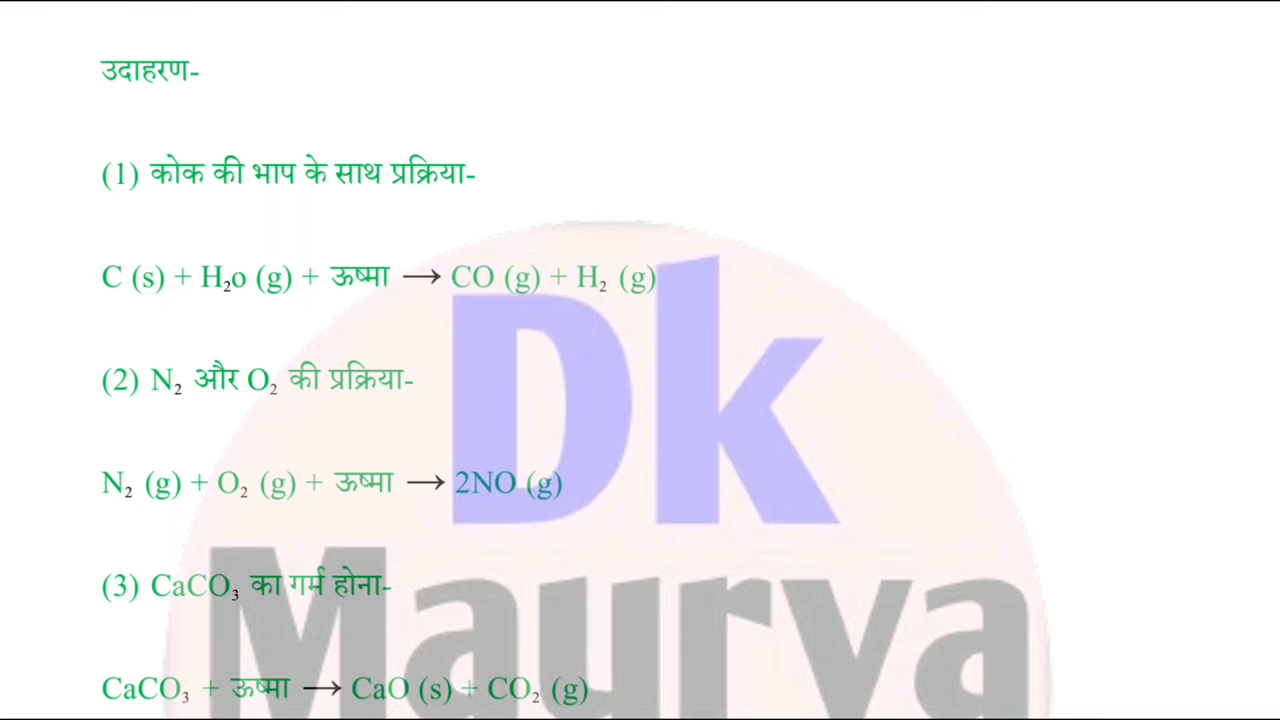 उदाहरण-
(1) कोक की भाप के साथ प्रक्रिया-
C (s) + H₂o (g) + ऊष्मा ⟶ CO (g) + H₂ (g)
(2) N₂ और O₂ की प्रक्रिया-
N₂ (g) + O₂ (g) + ऊष्मा ⟶ 2NO (g)
(3) CaCO₃ का गर्म होना-
CaCO₃ + ऊष्मा ⟶ CaO (s) + CO₂ (g)
Dk
Maurya